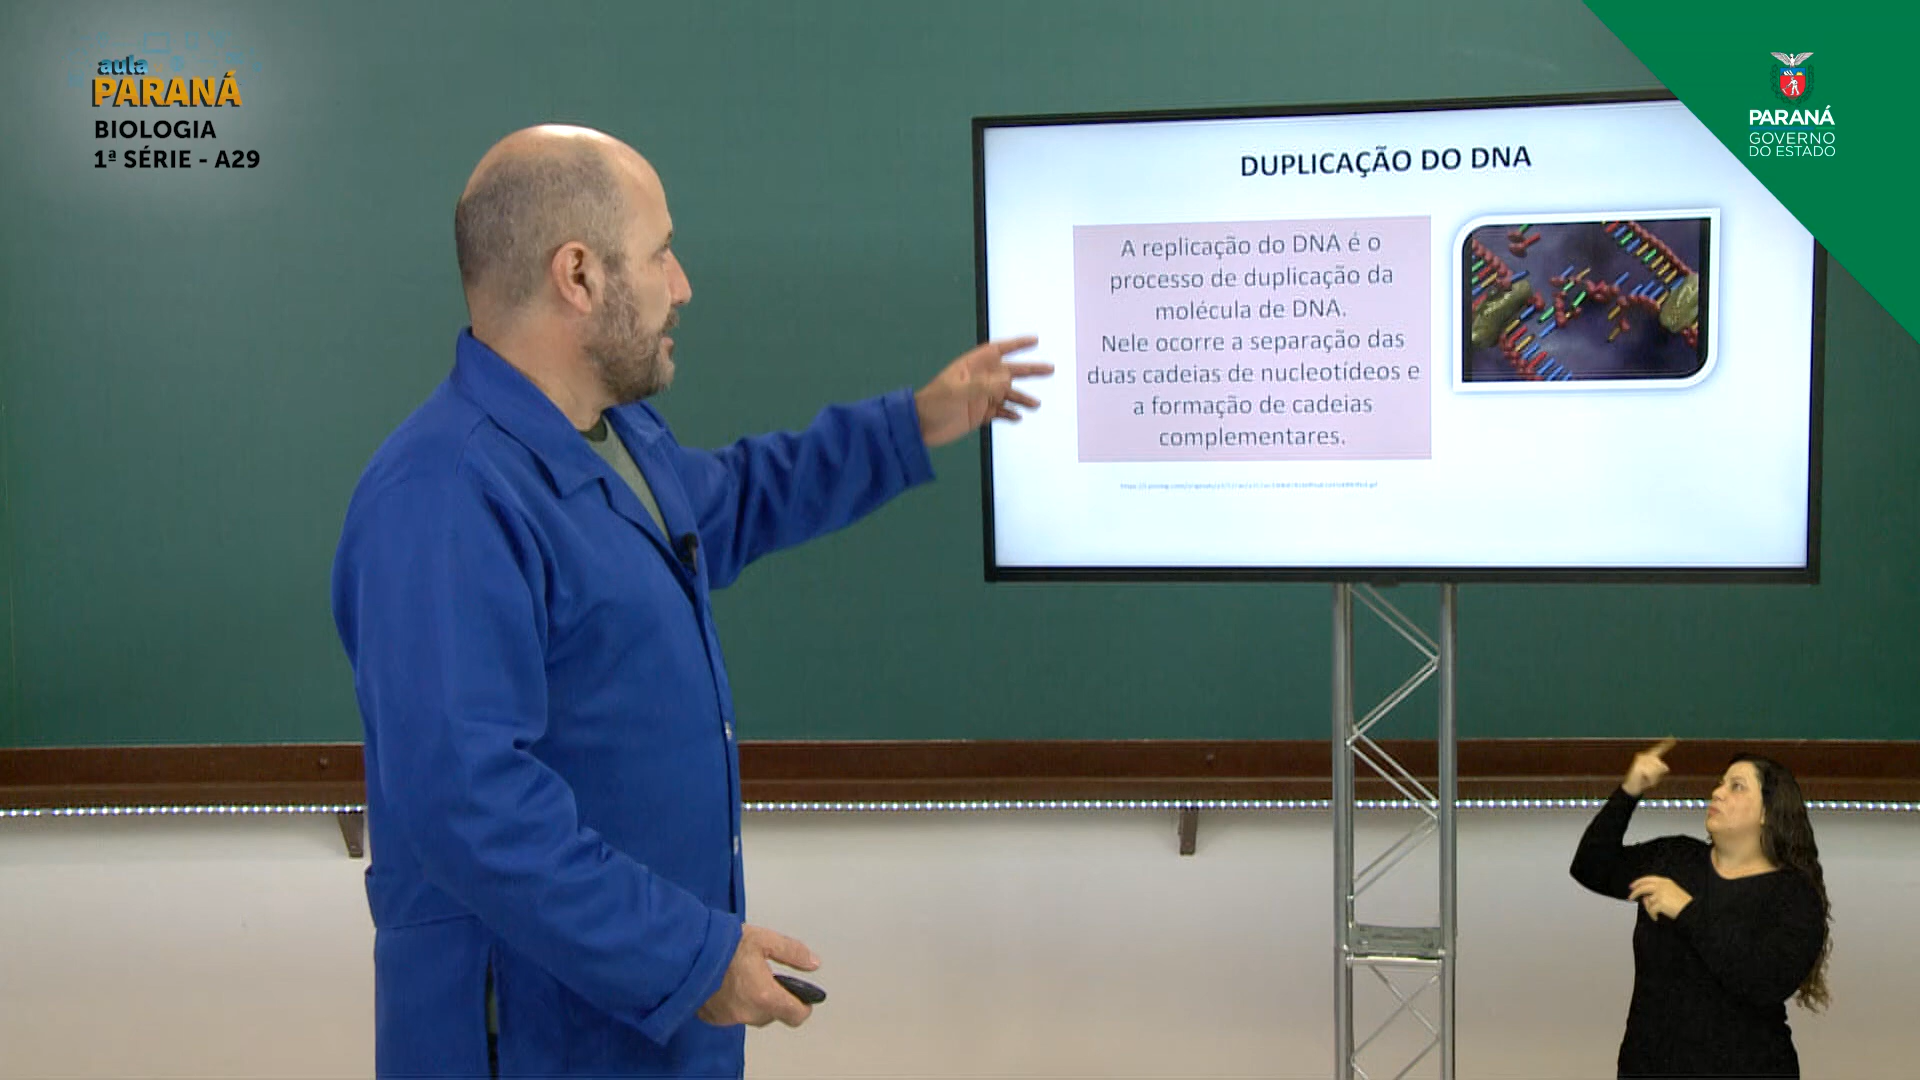 aula
PARANÁ
BIOLOGIA
1ª SÉRIE - A29
PARANÁ
GOVERNO
DO ESTADO
DUPLICAÇÃO DO DNA
A replicação do DNA é o
processo de duplicação da
molécula de DNA.
Nele ocorre a separação das
duas cadeias de nucleotídeos e
a formação de cadeias
complementares.